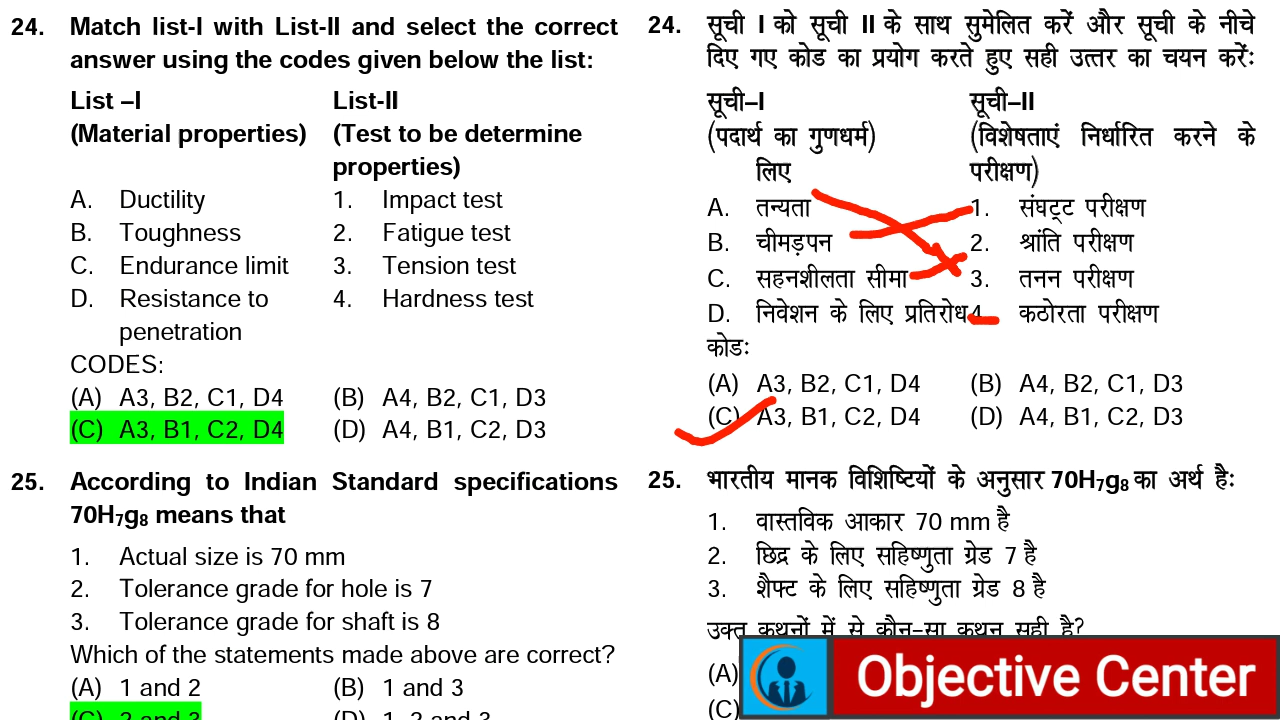 24. Match list-I with List-II and select the correct
answer using the codes given below the list:
List –I List-II
(Material properties) (Test to be determine
properties)
A. Ductility 1. Impact test
B. Toughness 2. Fatigue test
C. Endurance limit 3. Tension test
D. Resistance to 4. Hardness test
penetration
CODES:
(A) A3, B2, C1, D4 (B) A4, B2, C1, D3
(C) A3, B1, C2, D4 (D) A4, B1, C2, D3
25. According to Indian Standard specifications
70H₇g₈ means that
1. Actual size is 70 mm
2. Tolerance grade for hole is 7
3. Tolerance grade for shaft is 8
Which of the statements made above are correct?
(A) 1 and 2 (B) 1 and 3
(C) 2 and 3 (D) 1, 2 and 3
24. सूची I को सूची II के साथ सुमेलित करें और सूची के नीचे
दिए गए कोड का प्रयोग करते हुए सही उत्तर का चयन करेंः
सूची–I सूची–II
(पदार्थ का गुणधर्म) (विशेषताएं निर्धारित करने के
लिए परीक्षण)
A. तन्यता 1. संघट्ट परीक्षण
B. चीमड़पन 2. श्रांति परीक्षण
C. सहनशीलता सीमा 3. तनन परीक्षण
D. निवेशन के लिए प्रतिरोध 4. कठोरता परीक्षण
कोडः
(A) A3, B2, C1, D4 (B) A4, B2, C1, D3
(C) A3, B1, C2, D4 (D) A4, B1, C2, D3
25. भारतीय मानक विशिष्टियों के अनुसार 70H₇g₈ का अर्थ हैः
1. वास्तविक आकार 70 mm है
2. छिद्र के लिए सहिष्णुता ग्रेड 7 है
3. शैफ्ट के लिए सहिष्णुता ग्रेड 8 है
उक्त कथनों में से कौन–सा कथन सही है?
(A)
(C)
Objective Center